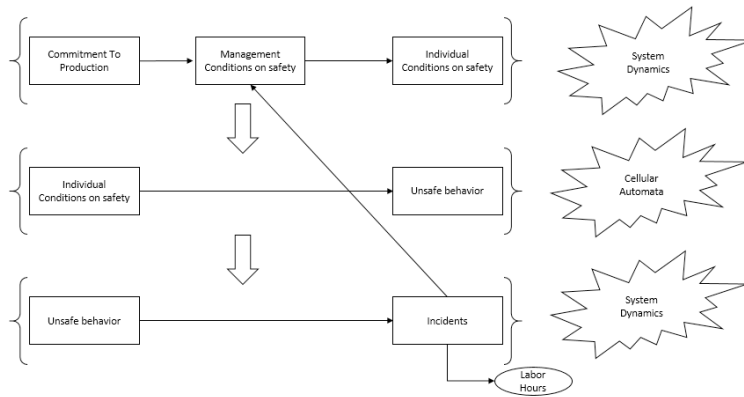 Commitment To
Production
Management
Conditions on safety
Individual
Conditions on safety
System
Dynamics
Individual
Conditions on safety
Unsafe behavior
Cellular
Automata
Unsafe behavior
Incidents
System
Dynamics
Labor
Hours